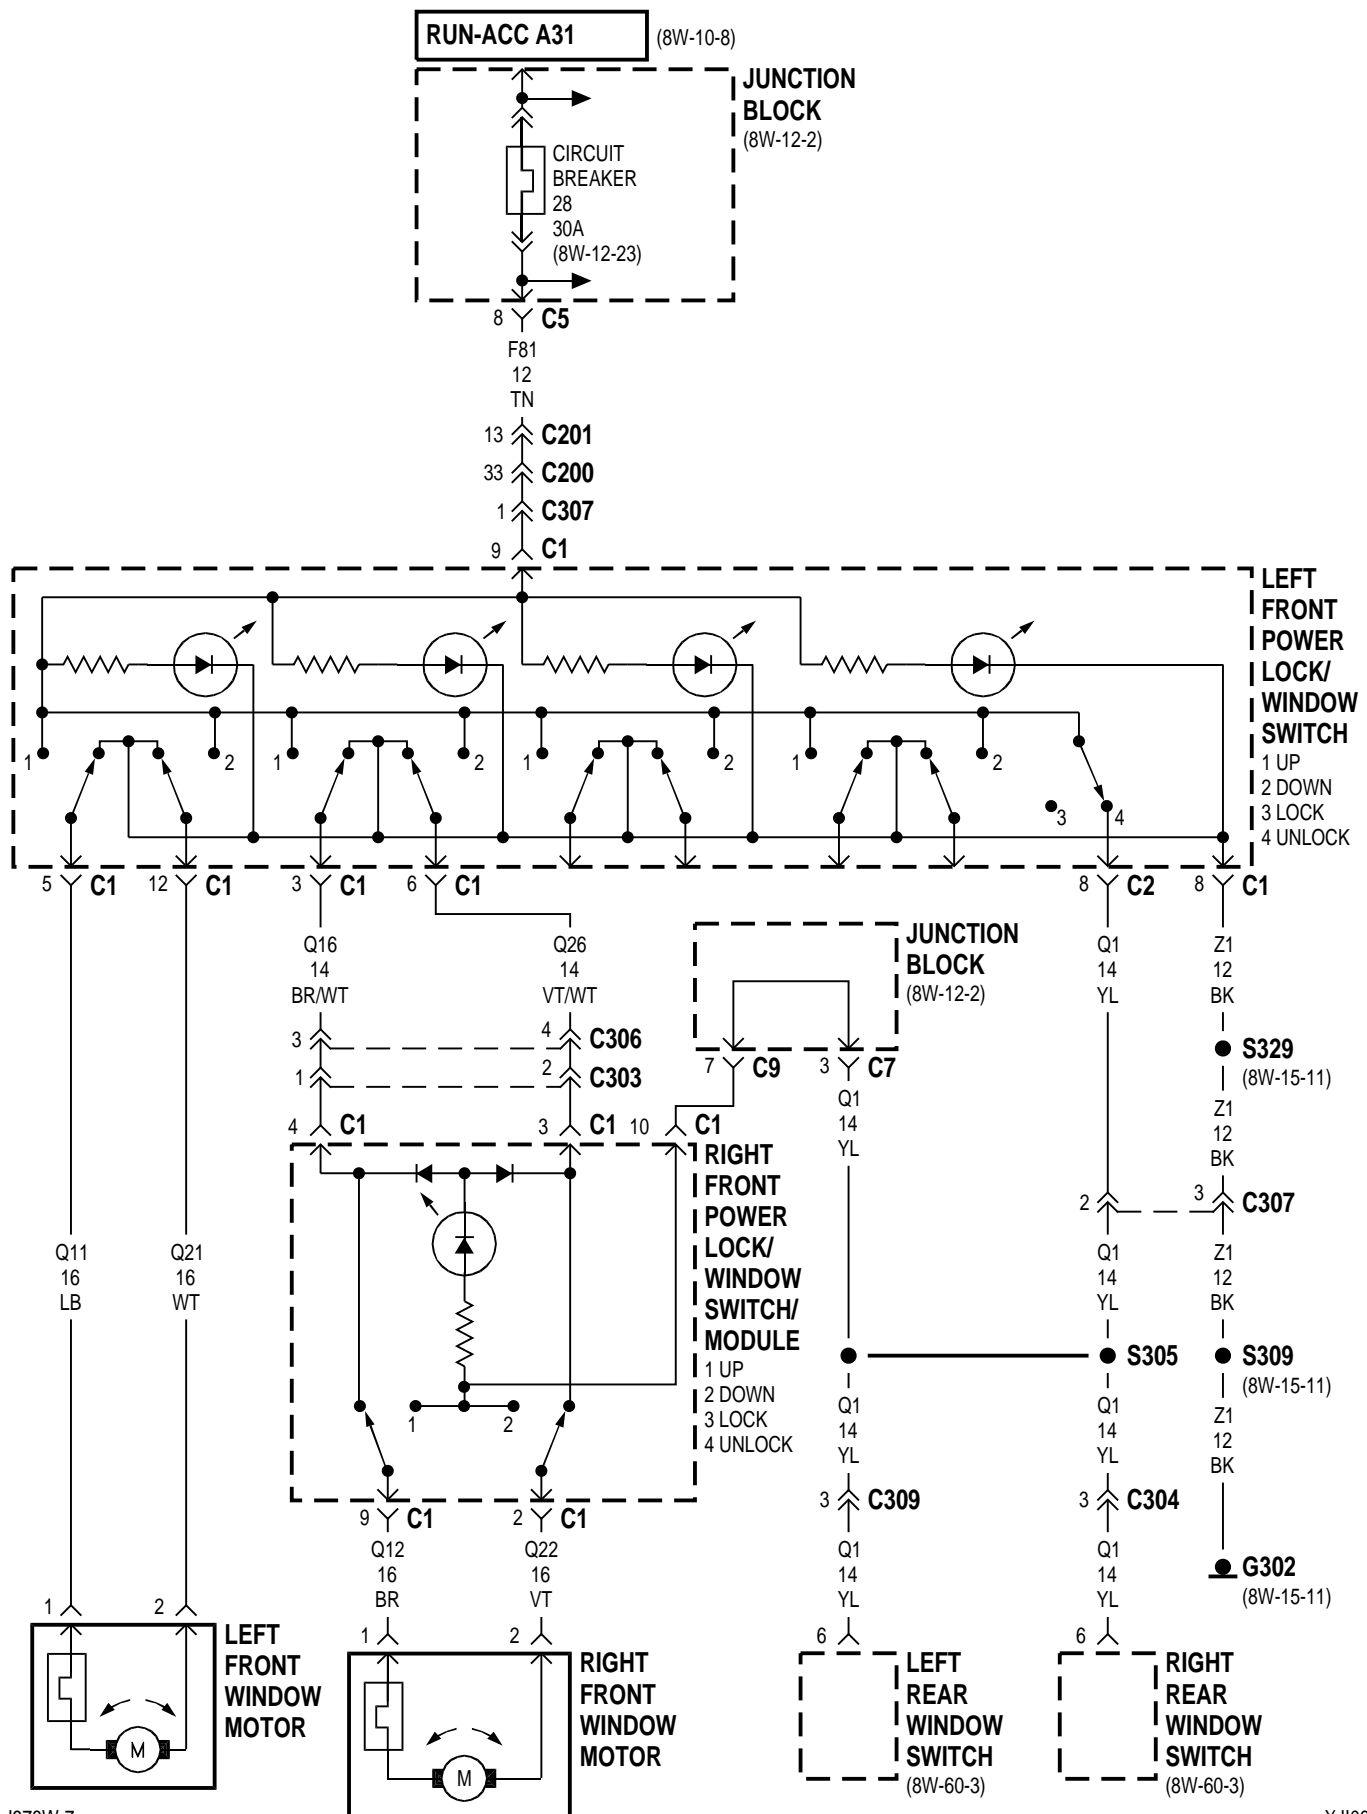 RUN-ACC A31 (8W-10-8)
JUNCTION
BLOCK
(8W-12-2)
CIRCUIT
BREAKER
28
30A
(8W-12-23)
8 C5
F81
12
TN
13 C201
33 C200
1 C307
9 C1
LEFT
FRONT
POWER
LOCK/
WINDOW
SWITCH
1 UP
2 DOWN
3 LOCK
4 UNLOCK
1 2 1 2 1 2 1 2
3 4
5 C1 12 C1 3 C1 6 C1 8 C2 8 C1
Q16
14
BR/WT
Q26
14
VT/WT
JUNCTION
BLOCK
(8W-12-2)
Q1
14
YL
Z1
12
BK
3 4 C306
1 2 C303
7 C9 3 C7
S329
(8W-15-11)
Q1
14
YL
Z1
12
BK
4 C1 3 C1 10 C1
RIGHT
FRONT
POWER
LOCK/
WINDOW
SWITCH/
MODULE
1 UP
2 DOWN
3 LOCK
4 UNLOCK
2 3 C307
Q11
16
LB
Q21
16
WT
Q1
14
YL
Z1
12
BK
S305
S309
(8W-15-11)
1 2
Q1
14
YL
Q1
14
YL
Z1
12
BK
9 C1 2 C1
3 C309
3 C304
Q12
16
BR
Q22
16
VT
Q1
14
YL
Q1
14
YL
G302
(8W-15-11)
1 2
LEFT
FRONT
WINDOW
MOTOR
M
1 2
RIGHT
FRONT
WINDOW
MOTOR
M
6
LEFT
REAR
WINDOW
SWITCH
(8W-60-3)
6
RIGHT
REAR
WINDOW
SWITCH
(8W-60-3)